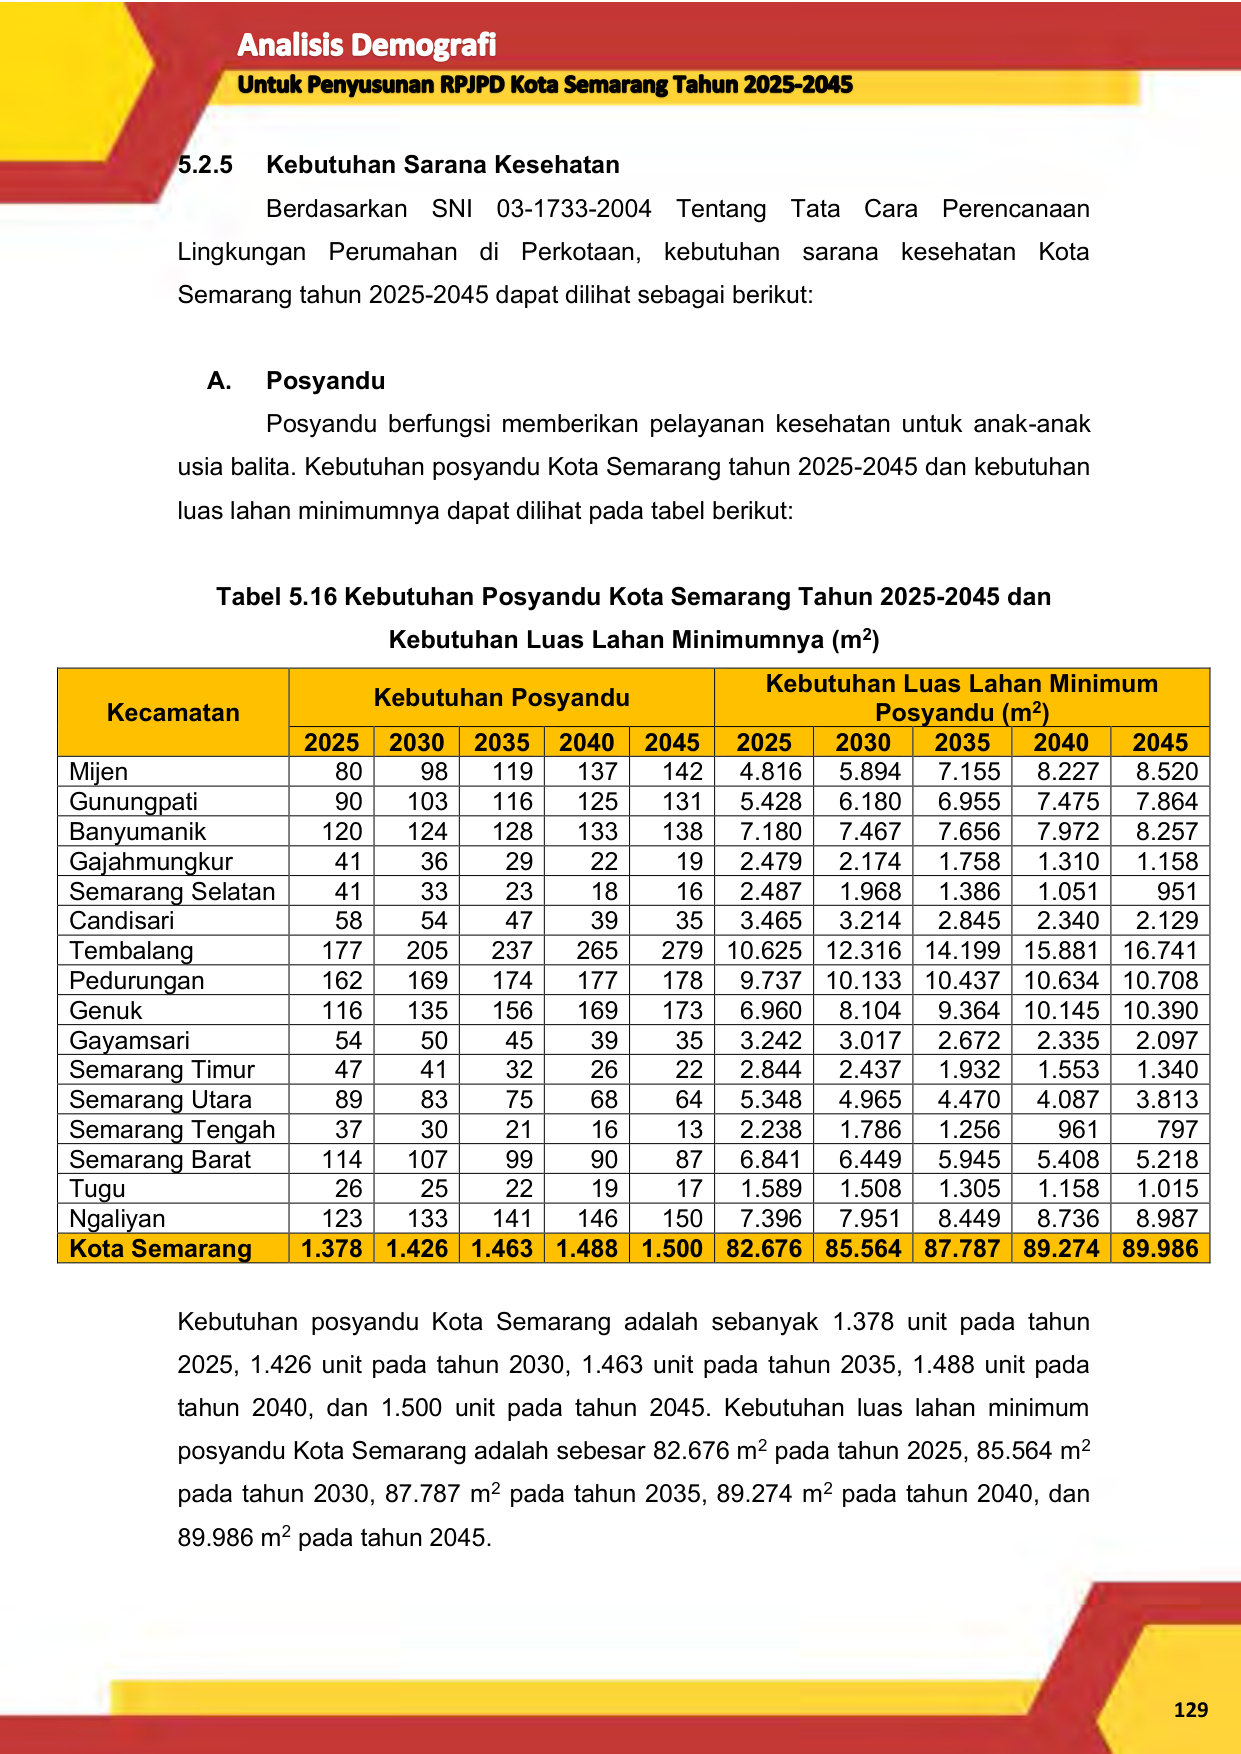 Analisis Demografi
Untuk Penyusunan RPJPD Kota Semarang Tahun 2025-2045
5.2.5 Kebutuhan Sarana Kesehatan
Berdasarkan SNI 03-1733-2004 Tentang Tata Cara Perencanaan
Lingkungan Perumahan di Perkotaan, kebutuhan sarana kesehatan Kota
Semarang tahun 2025-2045 dapat dilihat sebagai berikut:
A. Posyandu
Posyandu berfungsi memberikan pelayanan kesehatan untuk anak-anak
usia balita. Kebutuhan posyandu Kota Semarang tahun 2025-2045 dan kebutuhan
luas lahan minimumnya dapat dilihat pada tabel berikut:
Tabel 5.16 Kebutuhan Posyandu Kota Semarang Tahun 2025-2045 dan
Kebutuhan Luas Lahan Minimumnya (m²)
Kecamatan Kebutuhan Posyandu Kebutuhan Luas Lahan Minimum
Posyandu (m²)
2025 2030 2035 2040 2045 2025 2030 2035 2040 2045
Mijen 80 98 119 137 142 4.816 5.894 7.155 8.227 8.520
Gunungpati 90 103 116 125 131 5.428 6.180 6.955 7.475 7.864
Banyumanik 120 124 128 133 138 7.180 7.467 7.656 7.972 8.257
Gajahmungkur 41 36 29 22 19 2.479 2.174 1.758 1.310 1.158
Semarang Selatan 41 33 23 18 16 2.487 1.968 1.386 1.051 951
Candisari 58 54 47 39 35 3.465 3.214 2.845 2.340 2.129
Tembalang 177 205 237 265 279 10.625 12.316 14.199 15.881 16.741
Pedurungan 162 169 174 177 178 9.737 10.133 10.437 10.634 10.708
Genuk 116 135 156 169 173 6.960 8.104 9.364 10.145 10.390
Gayamsari 54 50 45 39 35 3.242 3.017 2.672 2.335 2.097
Semarang Timur 47 41 32 26 22 2.844 2.437 1.932 1.553 1.340
Semarang Utara 89 83 75 68 64 5.348 4.965 4.470 4.087 3.813
Semarang Tengah 37 30 21 16 13 2.238 1.786 1.256 961 797
Semarang Barat 114 107 99 90 87 6.841 6.449 5.945 5.408 5.218
Tugu 26 25 22 19 17 1.589 1.508 1.305 1.158 1.015
Ngaliyan 123 133 141 146 150 7.396 7.951 8.449 8.736 8.987
Kota Semarang 1.378 1.426 1.463 1.488 1.500 82.676 85.564 87.787 89.274 89.986
Kebutuhan posyandu Kota Semarang adalah sebanyak 1.378 unit pada tahun
2025, 1.426 unit pada tahun 2030, 1.463 unit pada tahun 2035, 1.488 unit pada
tahun 2040, dan 1.500 unit pada tahun 2045. Kebutuhan luas lahan minimum
posyandu Kota Semarang adalah sebesar 82.676 m² pada tahun 2025, 85.564 m²
pada tahun 2030, 87.787 m² pada tahun 2035, 89.274 m² pada tahun 2040, dan
89.986 m² pada tahun 2045.
129